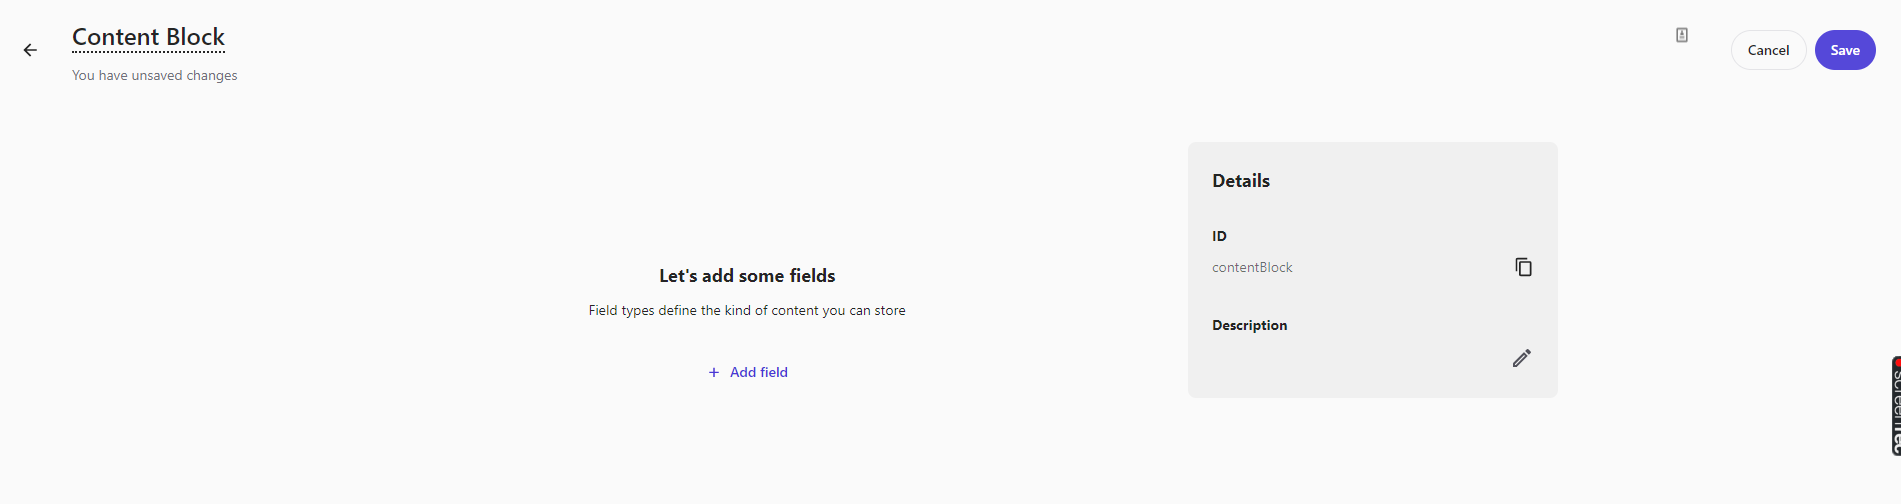 Content Block
You have unsaved changes
Cancel
Save
Let's add some fields
Field types define the kind of content you can store
+ Add field
Details
ID
contentBlock
Description